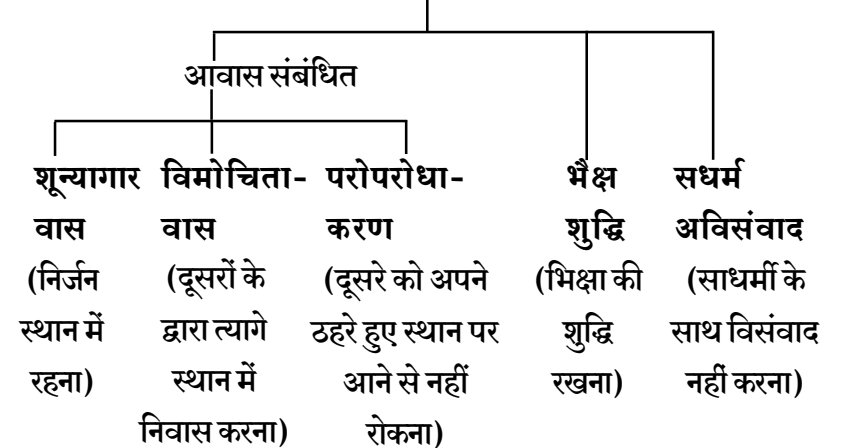 आवास संबंधित
शून्यागार वास
(निर्जन
स्थान में
रहना)
विमोचिता-
वास
(दूसरों के
द्वारा त्यागे
स्थान में
निवास करना)
परोपरोधा-
करण
(दूसरे को अपने
ठहरे हुए स्थान पर
आने से नहीं
रोकना)
भैक्ष
शुद्धि
(भिक्षा की
शुद्धि
रखना)
सधर्म
अविसंवाद
(साधर्मी के
साथ विसंवाद
नहीं करना)